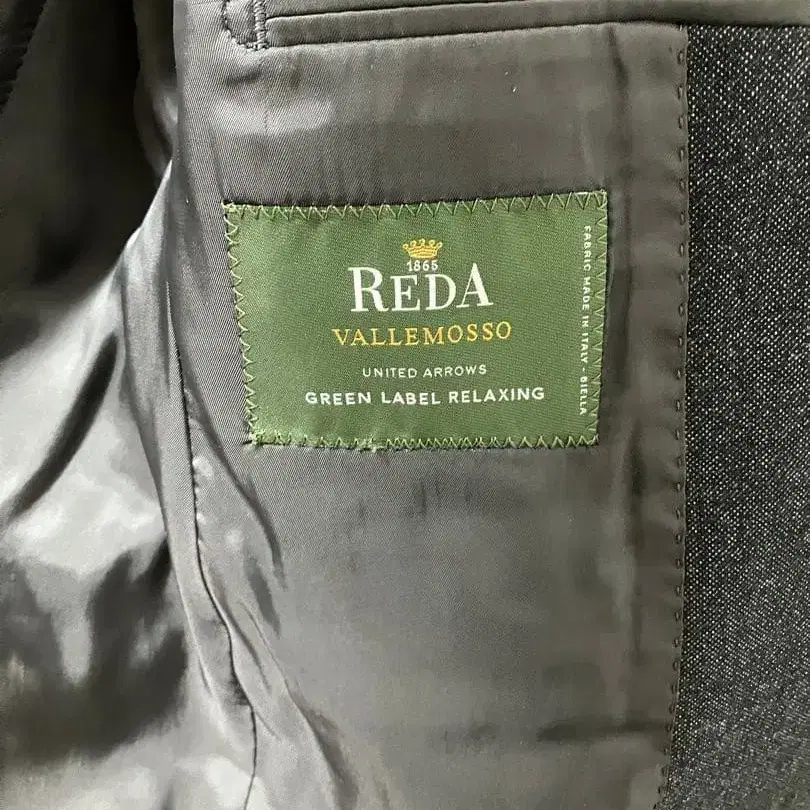 1865
REDA
VALLEMOSSO
UNITED ARROWS
GREEN LABEL RELAXING
FABRIC MADE IN ITALY - BIELLA